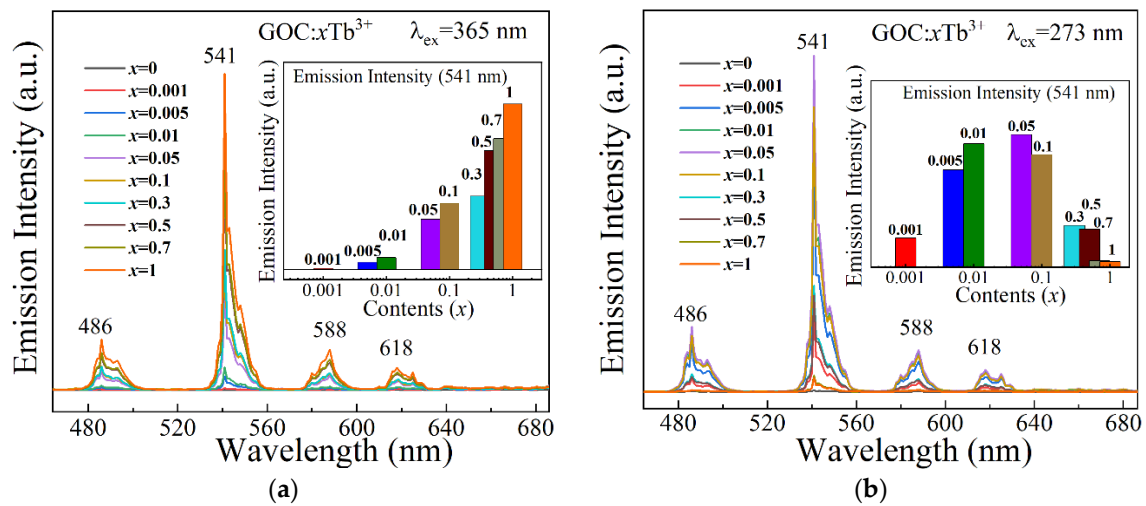 GOC:xTb³⁺ λex=365 nm
541
x=0
x=0.001
x=0.005
x=0.01
x=0.05
x=0.1
x=0.3
x=0.5
x=0.7
x=1
Emission Intensity (541 nm)
Emission Intensity (a.u.)
0.001
0.005
0.01
0.05
0.1
0.3
0.5
0.7
1
0.001 0.01 0.1 1
Contents (x)
486
588
618
Emission Intensity (a.u.)
480 520 560 600 640 680
Wavelength (nm)
(a)
GOC:xTb³⁺ λex=273 nm
541
x=0
x=0.001
x=0.005
x=0.01
x=0.05
x=0.1
x=0.3
x=0.5
x=0.7
x=1
Emission Intensity (541 nm)
Emission Intensity (a.u.)
0.001
0.005
0.01
0.05
0.1
0.3
0.5
0.7
1
0.001 0.01 0.1 1
Contents (x)
486
588
618
Emission Intensity (a.u.)
480 520 560 600 640 680
Wavelength (nm)
(b)